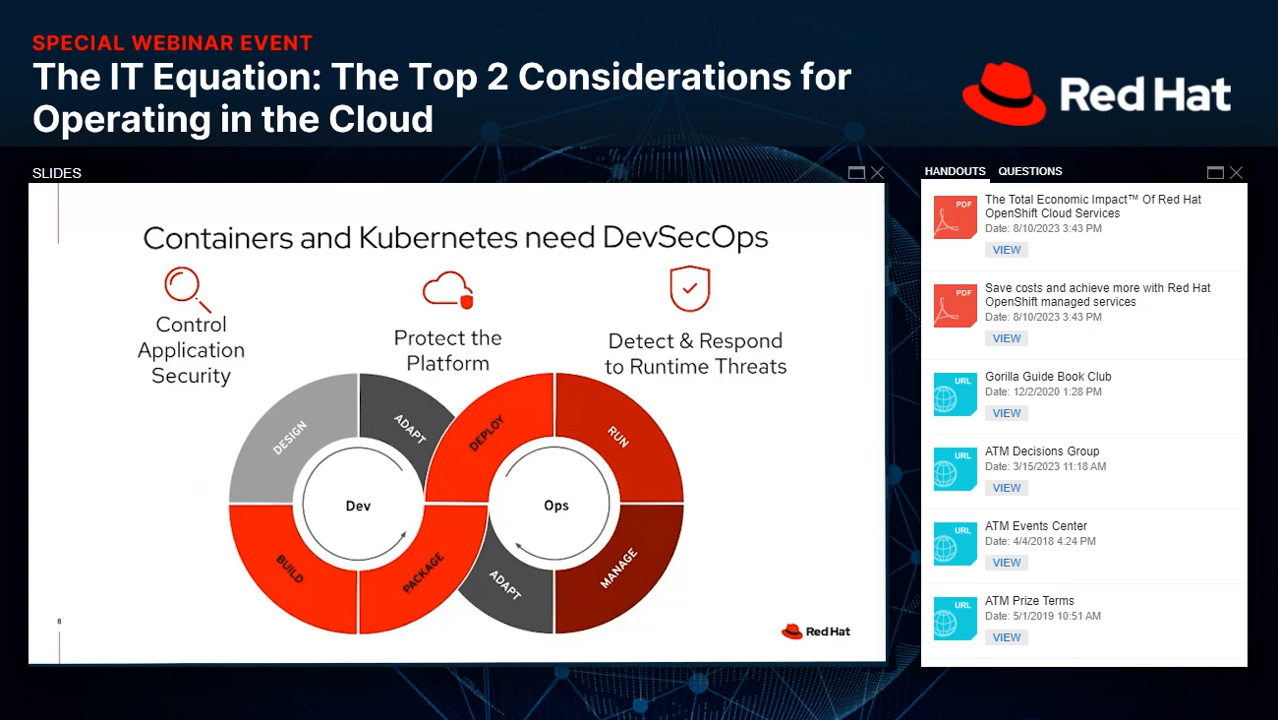 SPECIAL WEBINAR EVENT
The IT Equation: The Top 2 Considerations for
Operating in the Cloud
Red Hat
SLIDES
Containers and Kubernetes need DevSecOps
Control
Application
Security
Protect the
Platform
Detect & Respond
to Runtime Threats
DESIGN
ADAPT
DEPLOY
RUN
Dev
Ops
BUILD
PACKAGE
ADAPT
MANAGE
8
Red Hat
HANDOUTS QUESTIONS
PDF
The Total Economic Impact™ Of Red Hat
OpenShift Cloud Services
Date: 8/10/2023 3:43 PM
VIEW
PDF
Save costs and achieve more with Red Hat
OpenShift managed services
Date: 8/10/2023 3:43 PM
VIEW
URL
Gorilla Guide Book Club
Date: 12/2/2020 1:28 PM
VIEW
URL
ATM Decisions Group
Date: 3/15/2023 11:18 AM
VIEW
URL
ATM Events Center
Date: 4/4/2018 4:24 PM
VIEW
URL
ATM Prize Terms
Date: 5/1/2019 10:51 AM
VIEW